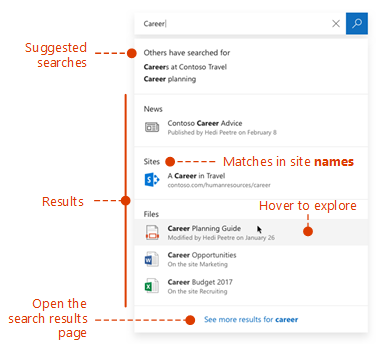 Career
Suggested
searches
Others have searched for
Careers at Contoso Travel
Career planning
News
Contoso Career Advice
Published by Hedi Peetre on February 8
Sites
Matches in site names
A Career in Travel
contoso.com/humanresources/career
Results
Hover to explore
Files
Career Planning Guide
Modified by Hedi Peetre on January 26
Career Opportunities
On the site Marketing
Career Budget 2017
On the site Recruiting
Open the
search results
page
See more results for career